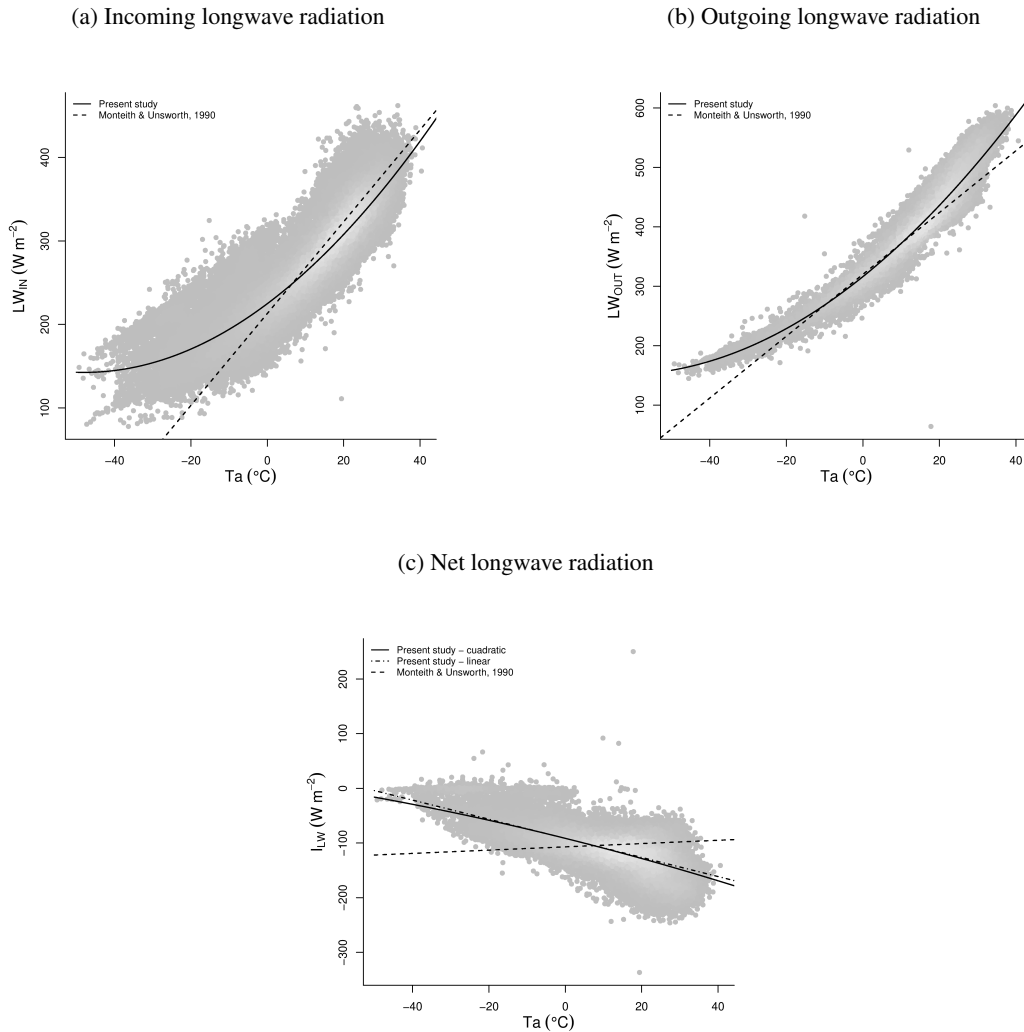 (a) Incoming longwave radiation
Present study
Monteith & Unsworth, 1990
400
300
200
100
LW_IN (W m⁻²)
−40 −20 0 20 40
Ta (°C)
(b) Outgoing longwave radiation
Present study
Monteith & Unsworth, 1990
600
500
400
300
200
100
LW_OUT (W m⁻²)
−40 −20 0 20 40
Ta (°C)
(c) Net longwave radiation
Present study − cuadratic
Present study − linear
Monteith & Unsworth, 1990
200
100
0
−100
−200
−300
I_LW (W m⁻²)
−40 −20 0 20 40
Ta (°C)